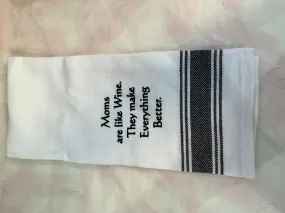 Moms
are like Wine.
They make
Everything
Better.